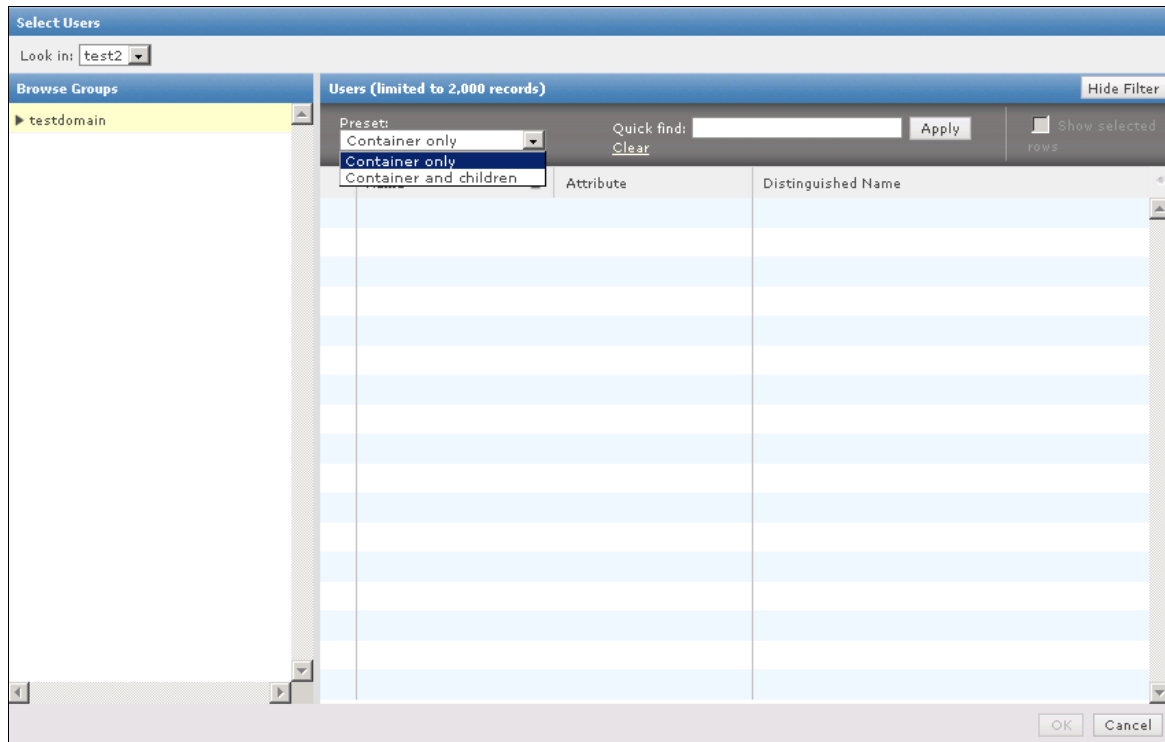 Select Users
Look in: test2
Browse Groups
testdomain
Users (limited to 2,000 records)
Hide Filter
Preset:
Container only
Container only
Container and children
Quick find:
Clear
Apply
Show selected
rows
Attribute
Distinguished Name
OK
Cancel